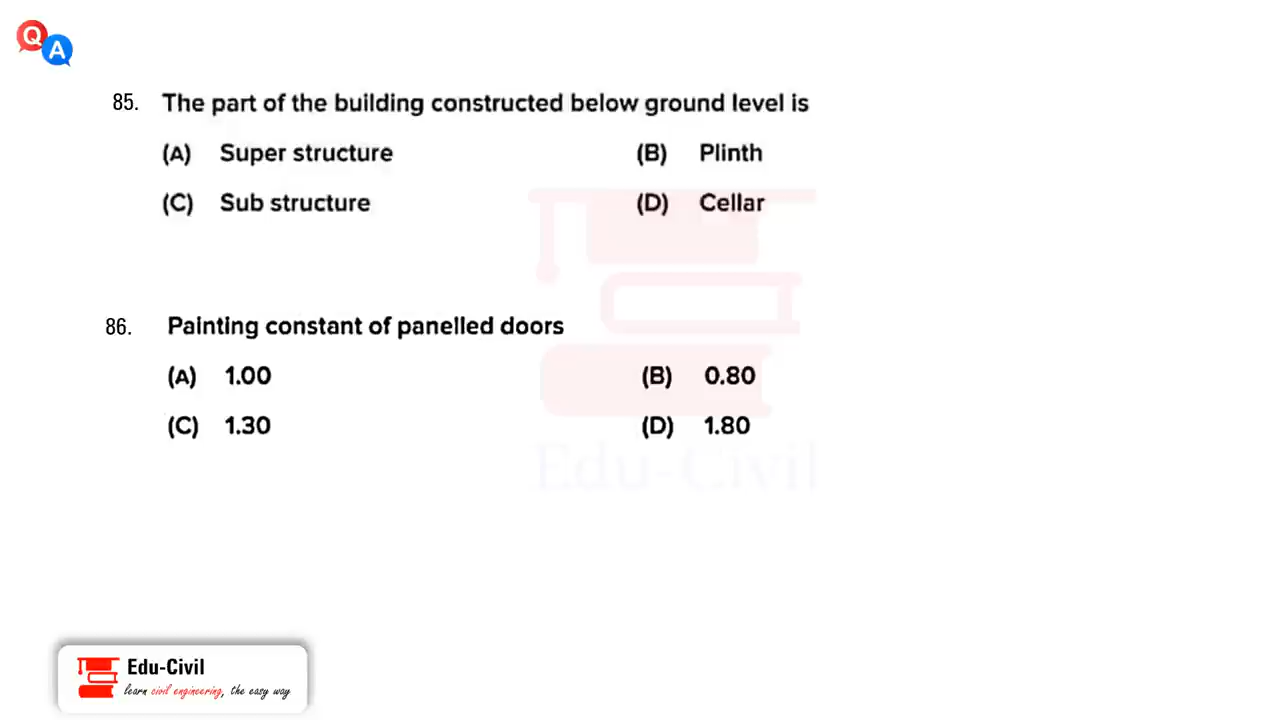 Q
A
85. The part of the building constructed below ground level is
(A) Super structure (B) Plinth
(C) Sub structure (D) Cellar
86. Painting constant of panelled doors
(A) 1.00 (B) 0.80
(C) 1.30 (D) 1.80
Edu-Civil
Edu-Civil
learn civil engineering, the easy way